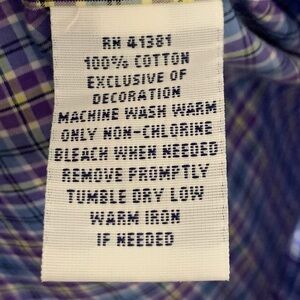 RN 41381
100% COTTON
EXCLUSIVE OF
DECORATION
MACHINE WASH WARM
ONLY NON-CHLORINE
BLEACH WHEN NEEDED
REMOVE PROMPTLY
TUMBLE DRY LOW
WARM IRON
IF NEEDED